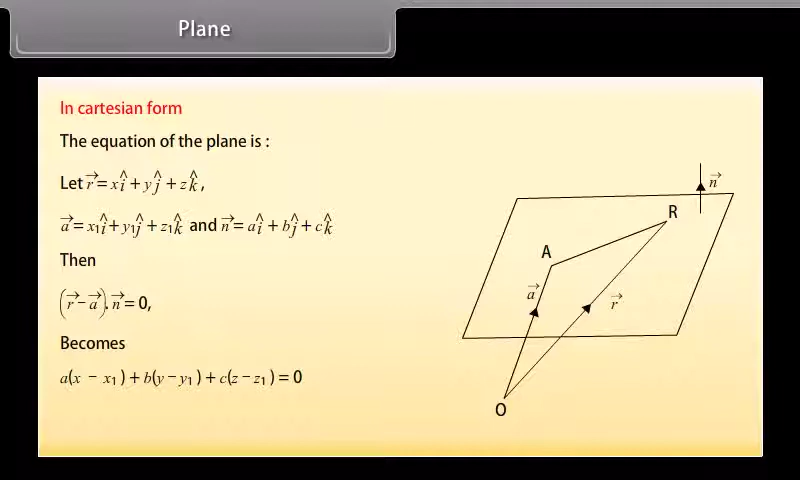 Plane
In cartesian form
The equation of the plane is :
Let r⃗ = xî + yĵ + zk̂ ,
a⃗ = x₁î + y₁ĵ + z₁k̂ and n⃗ = aî + bĵ + ck̂
Then
(r⃗ − a⃗). n⃗ = 0,
Becomes
a(x − x₁) + b(y − y₁) + c(z − z₁) = 0
n⃗
R
A
a⃗
r⃗
O